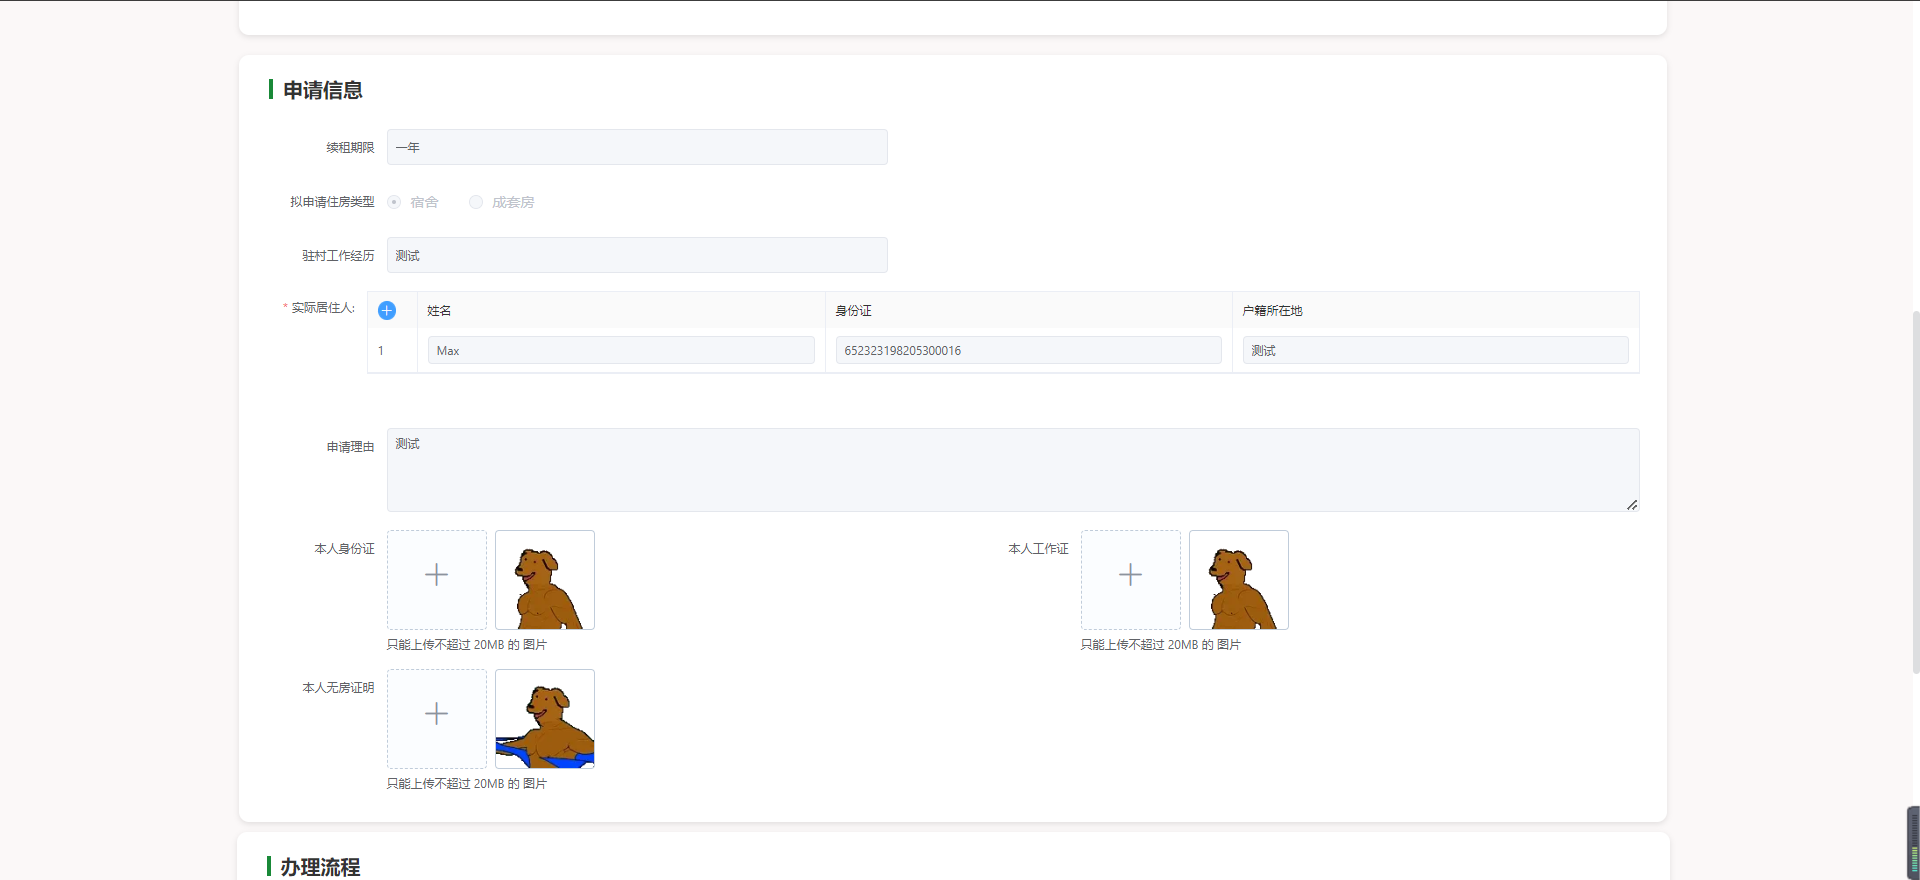 申请信息
续租期限 一年
拟申请住房类型 宿舍 成套房
驻村工作经历 测试
* 实际居住人: 姓名 身份证 户籍所在地
1 Max 652323198205300016 测试
申请理由 测试
本人身份证 本人工作证
只能上传不超过 20MB 的 图片 只能上传不超过 20MB 的 图片
本人无房证明
只能上传不超过 20MB 的 图片
办理流程